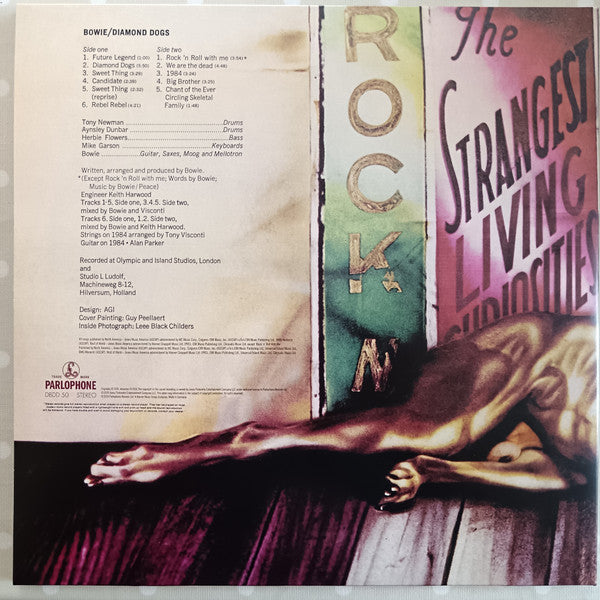 BOWIE/DIAMOND DOGS
Side one
1. Future Legend (1:00)
2. Diamond Dogs (5:50)
3. Sweet Thing (3:29)
4. Candidate (2:39)
5. Sweet Thing (2:32)
(reprise)
6. Rebel Rebel (4:21)
Side two
1. Rock 'n Roll with me (3:54)*
2. We are the dead (4:48)
3. 1984 (3:24)
4. Big Brother (3:25)
5. Chant of the Ever
Circling Skeletal
Family (1:48)
Tony Newman Drums
Aynsley Dunbar Drums
Herbie Flowers Bass
Mike Garson Keyboards
Bowie Guitar, Saxes, Moog and Mellotron
Written, arranged and produced by Bowie.
*(Except Rock 'n Roll with me; Words by Bowie;
Music by Bowie/Peace)
Engineer Keith Harwood
Tracks 1-5. Side one, 3.4.5. Side two,
mixed by Bowie and Visconti
Tracks 6. Side one, 1.2. Side two,
mixed by Bowie and Keith Harwood.
Strings on 1984 arranged by Tony Visconti
Guitar on 1984 • Alan Parker
Recorded at Olympic and Island Studios, London
and
Studio L Ludolf,
Machineweg 8-12,
Hilversum, Holland
Design: AGI
Cover Painting: Guy Peellaert
Inside Photograph: Leee Black Childers
TRADE MARK
PARLOPHONE
DBDD 50 STEREO
ROCK 'N
The
STRANGEST
LIVING
CURIOSITIES